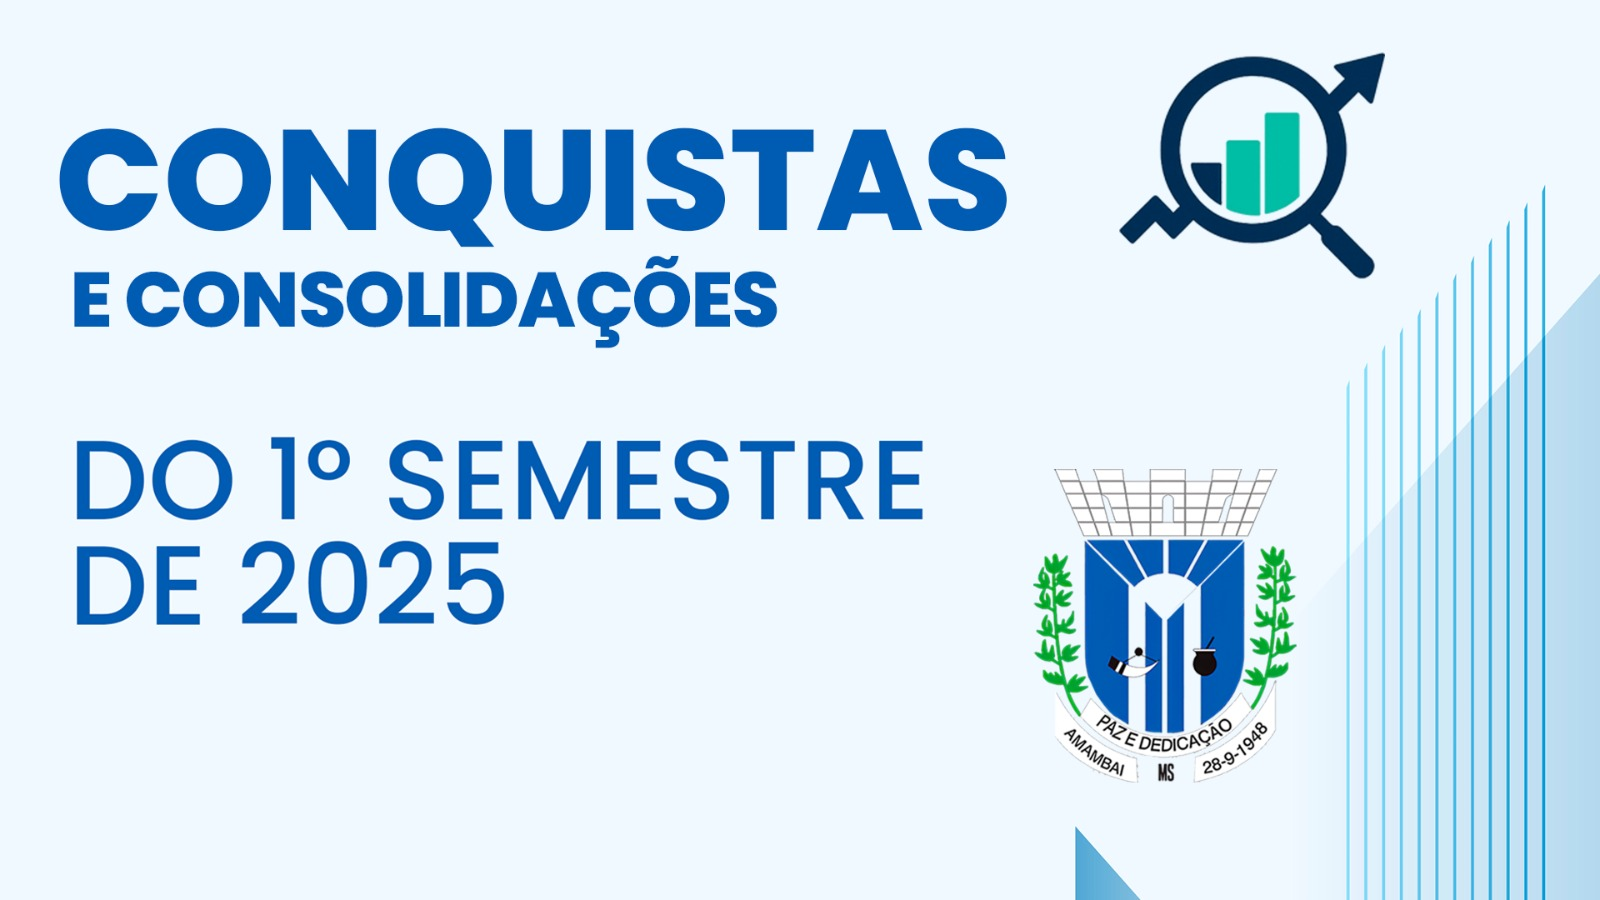 CONQUISTAS
E CONSOLIDAÇÕES
DO 1º SEMESTRE
DE 2025
PAZ E DEDICAÇÃO
AMAMBAI
MS
28-9-1948